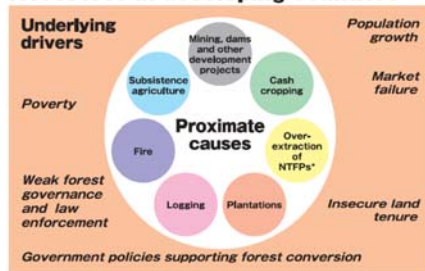 Underlying
drivers
Population
growth
Mining, dams
and other
development
projects
Subsistence
agriculture
Cash
cropping
Market
failure
Poverty
Proximate
causes
Fire
Over-
extraction
of
NTFPs*
Weak forest
governance
and law
enforcement
Logging
Plantations
Insecure land
tenure
Government policies supporting forest conversion